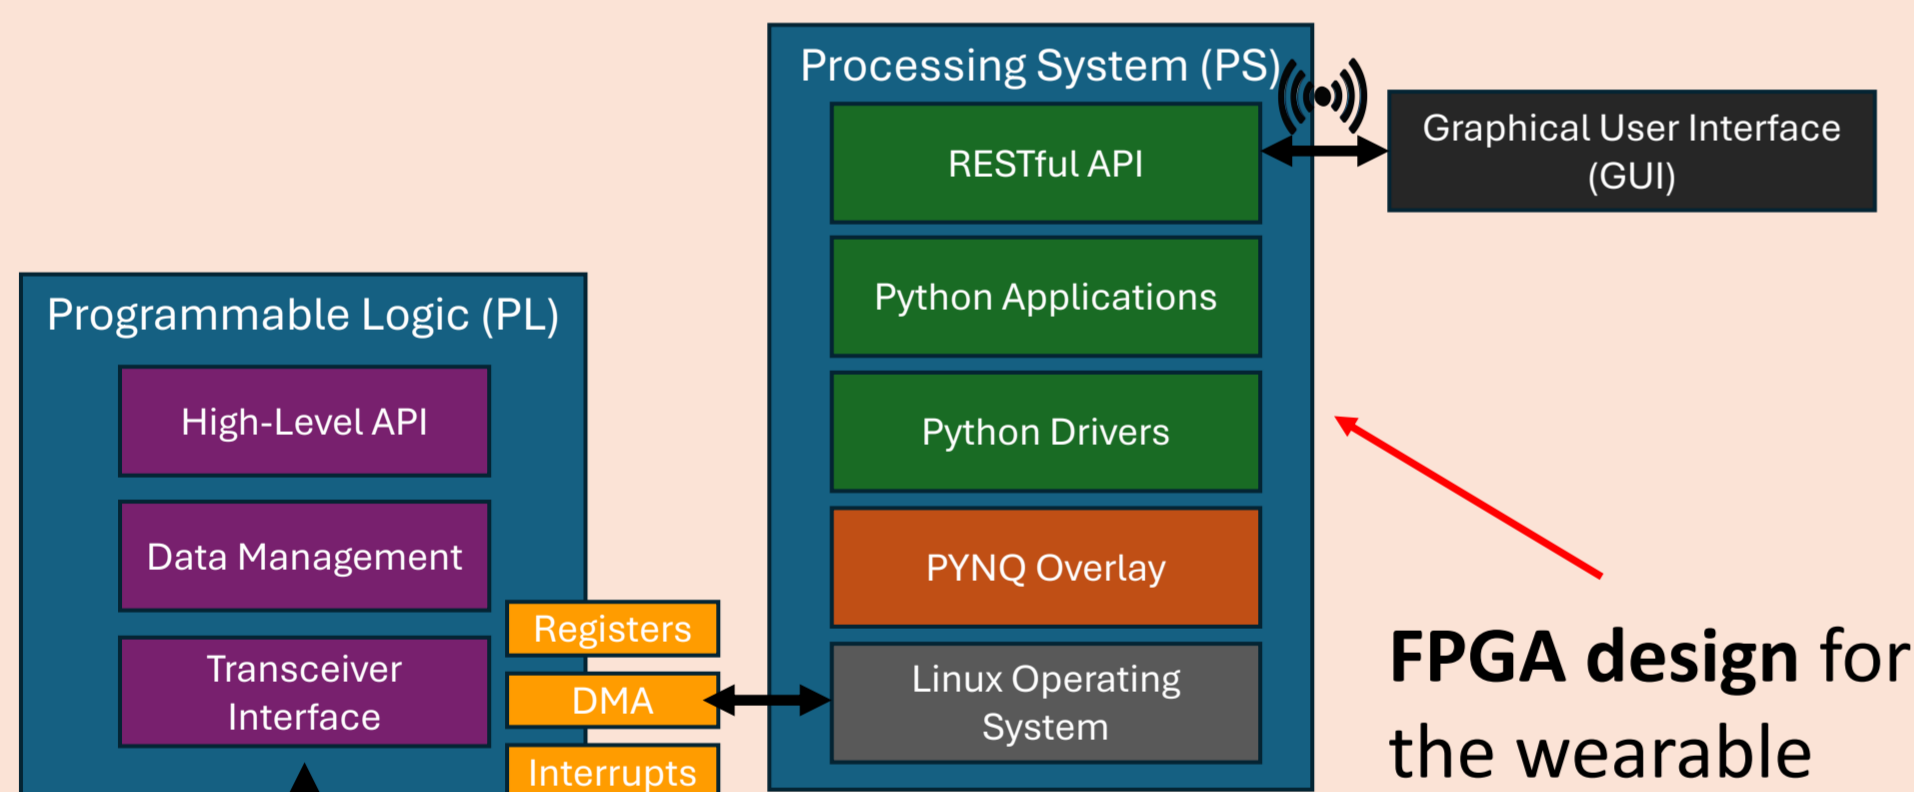 Processing System (PS)
RESTful API
Python Applications
Python Drivers
PYNQ Overlay
Linux Operating
System
Graphical User Interface
(GUI)
Programmable Logic (PL)
High-Level API
Data Management
Transceiver
Interface
Registers
DMA
Interrupts
FPGA design for
the wearable